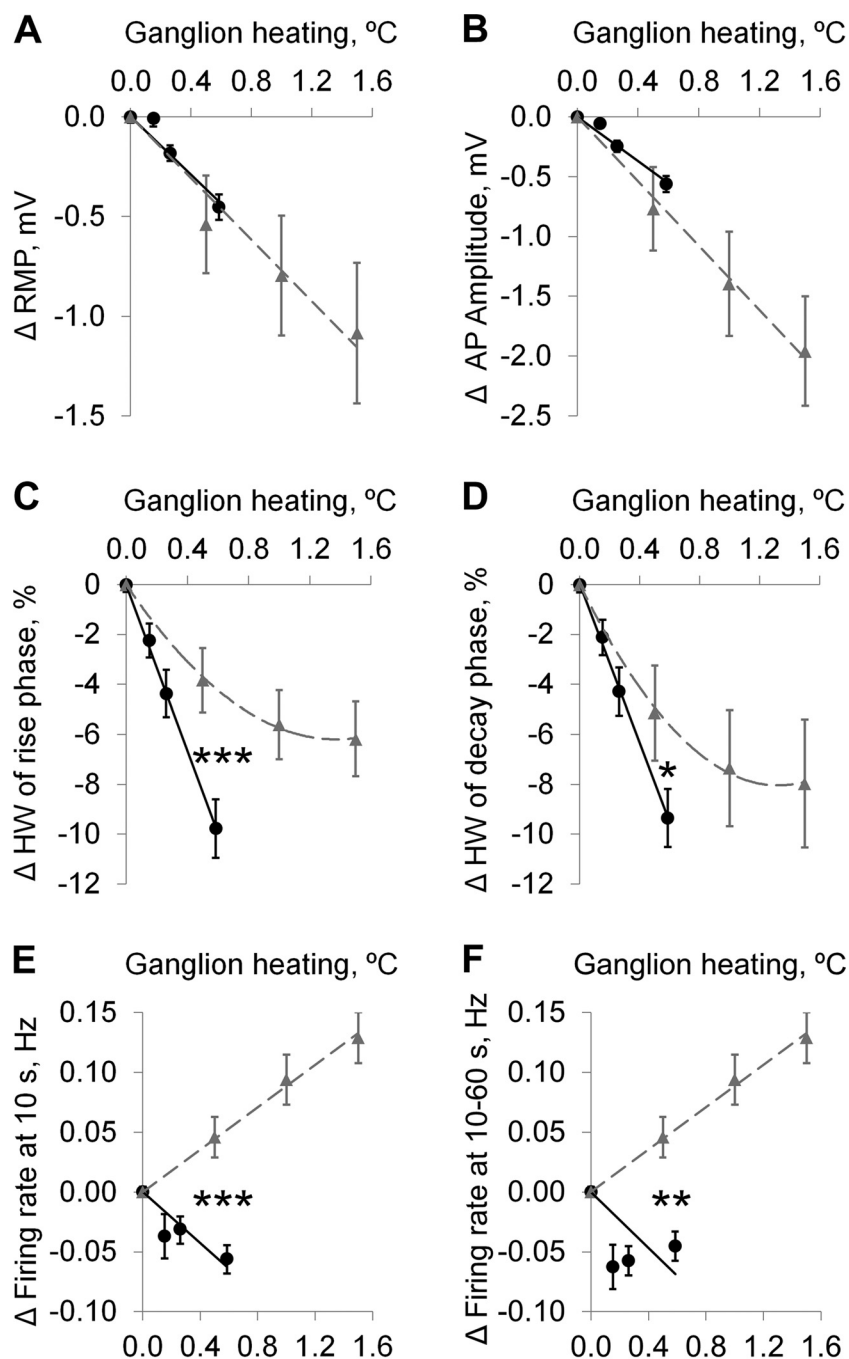 A Ganglion heating, ºC
0.0 0.4 0.8 1.2 1.6
0.0
-0.5
-1.0
-1.5
Δ RMP, mV
B Ganglion heating, ºC
0.0 0.4 0.8 1.2 1.6
0.0
-0.5
-1.0
-1.5
-2.0
-2.5
Δ AP Amplitude, mV
C Ganglion heating, ºC
0.0 0.4 0.8 1.2 1.6
0
-2
-4
-6
-8
-10
-12
Δ HW of rise phase, %
***
D Ganglion heating, ºC
0.0 0.4 0.8 1.2 1.6
0
-2
-4
-6
-8
-10
-12
Δ HW of decay phase, %
*
E Ganglion heating, ºC
0.15
0.10
0.05
0.00
-0.05
-0.10
Δ Firing rate at 10 s, Hz
***
0.0 0.4 0.8 1.2 1.6
F Ganglion heating, ºC
0.15
0.10
0.05
0.00
-0.05
-0.10
Δ Firing rate at 10-60 s, Hz
**
0.0 0.4 0.8 1.2 1.6